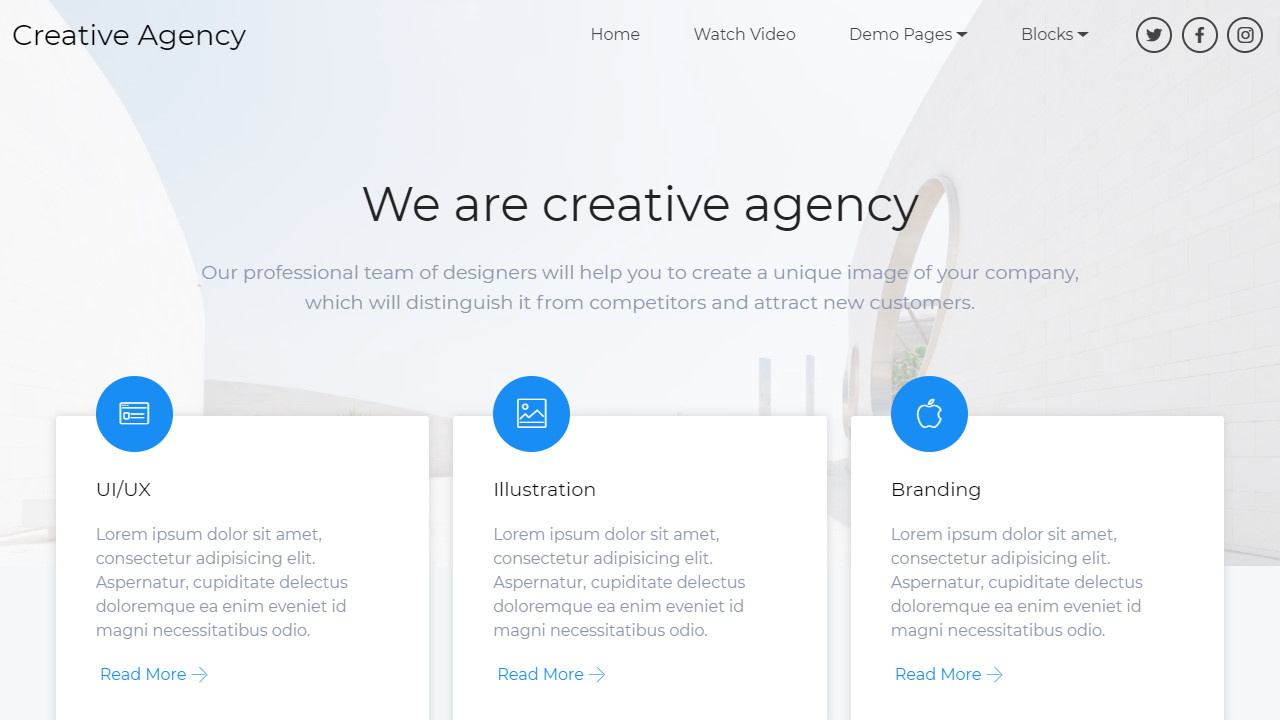 Creative Agency
Home
Watch Video
Demo Pages
Blocks
We are creative agency
Our professional team of designers will help you to create a unique image of your company,
which will distinguish it from competitors and attract new customers.
UI/UX
Lorem ipsum dolor sit amet,
consectetur adipisicing elit.
Aspernatur, cupiditate delectus
doloremque ea enim eveniet id
magni necessitatibus odio.
Read More
Illustration
Lorem ipsum dolor sit amet,
consectetur adipisicing elit.
Aspernatur, cupiditate delectus
doloremque ea enim eveniet id
magni necessitatibus odio.
Read More
Branding
Lorem ipsum dolor sit amet,
consectetur adipisicing elit.
Aspernatur, cupiditate delectus
doloremque ea enim eveniet id
magni necessitatibus odio.
Read More